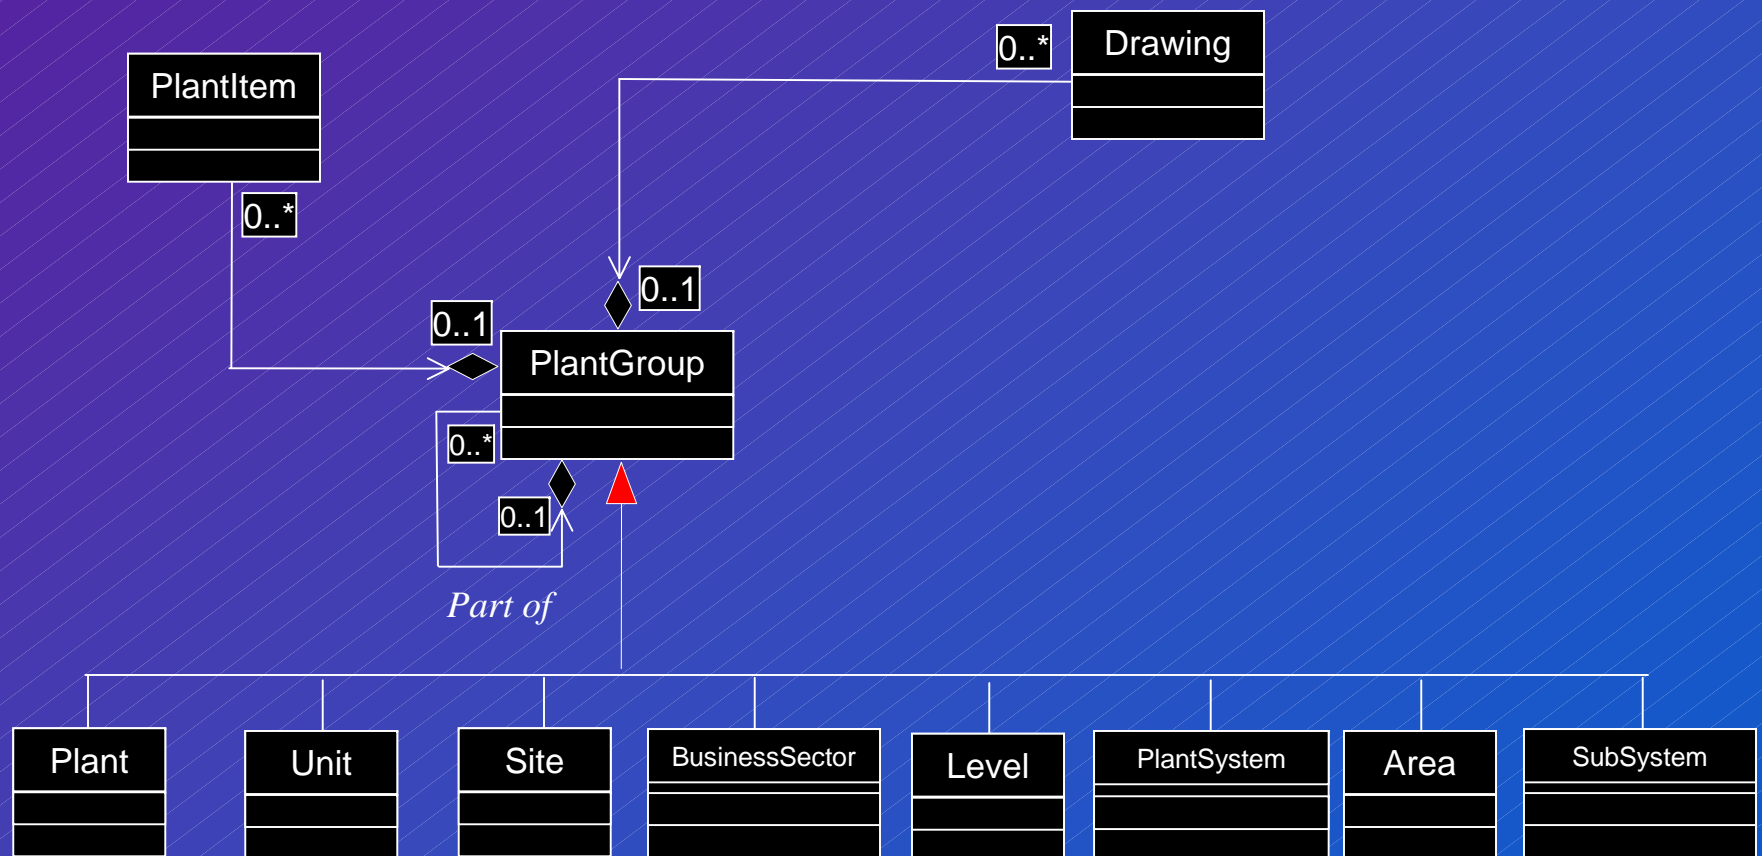 Drawing
0..*
PlantItem
0..*
0..1
0..1
PlantGroup
0..*
0..1
Part of
Plant
Unit
Site
BusinessSector
Level
PlantSystem
Area
SubSystem